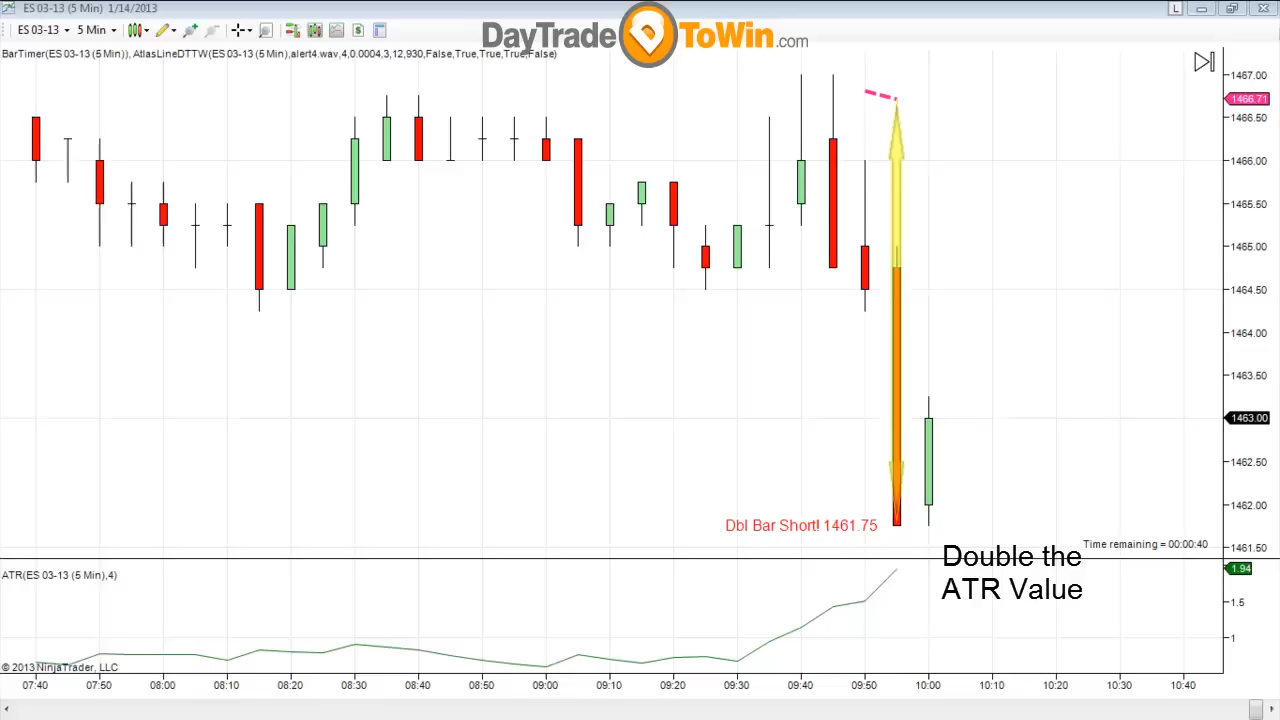 ES 03-13 (5 Min)  1/14/2013
L
ES 03-13
5 Min
DayTradeToWin.com
BarTimer(ES 03-13 (5 Min)), AtlasLineDTTW(ES 03-13 (5 Min),alert4.wav,4,0.0004,3,12,930,False,True,True,True,False)
1467.00
1466.71
1466.50
1466.00
1465.50
1465.00
1464.50
1464.00
1463.50
1463.00
1462.50
1462.00
1461.50
Dbl Bar Short! 1461.75
Time remaining = 00:00:40
Double the
ATR Value
ATR(ES 03-13 (5 Min),4)
1.94
1.5
1
© 2013 NinjaTrader, LLC
07:40 07:50 08:00 08:10 08:20 08:30 08:40 08:50 09:00 09:10 09:20 09:30 09:40 09:50 10:00 10:10 10:20 10:30 10:40